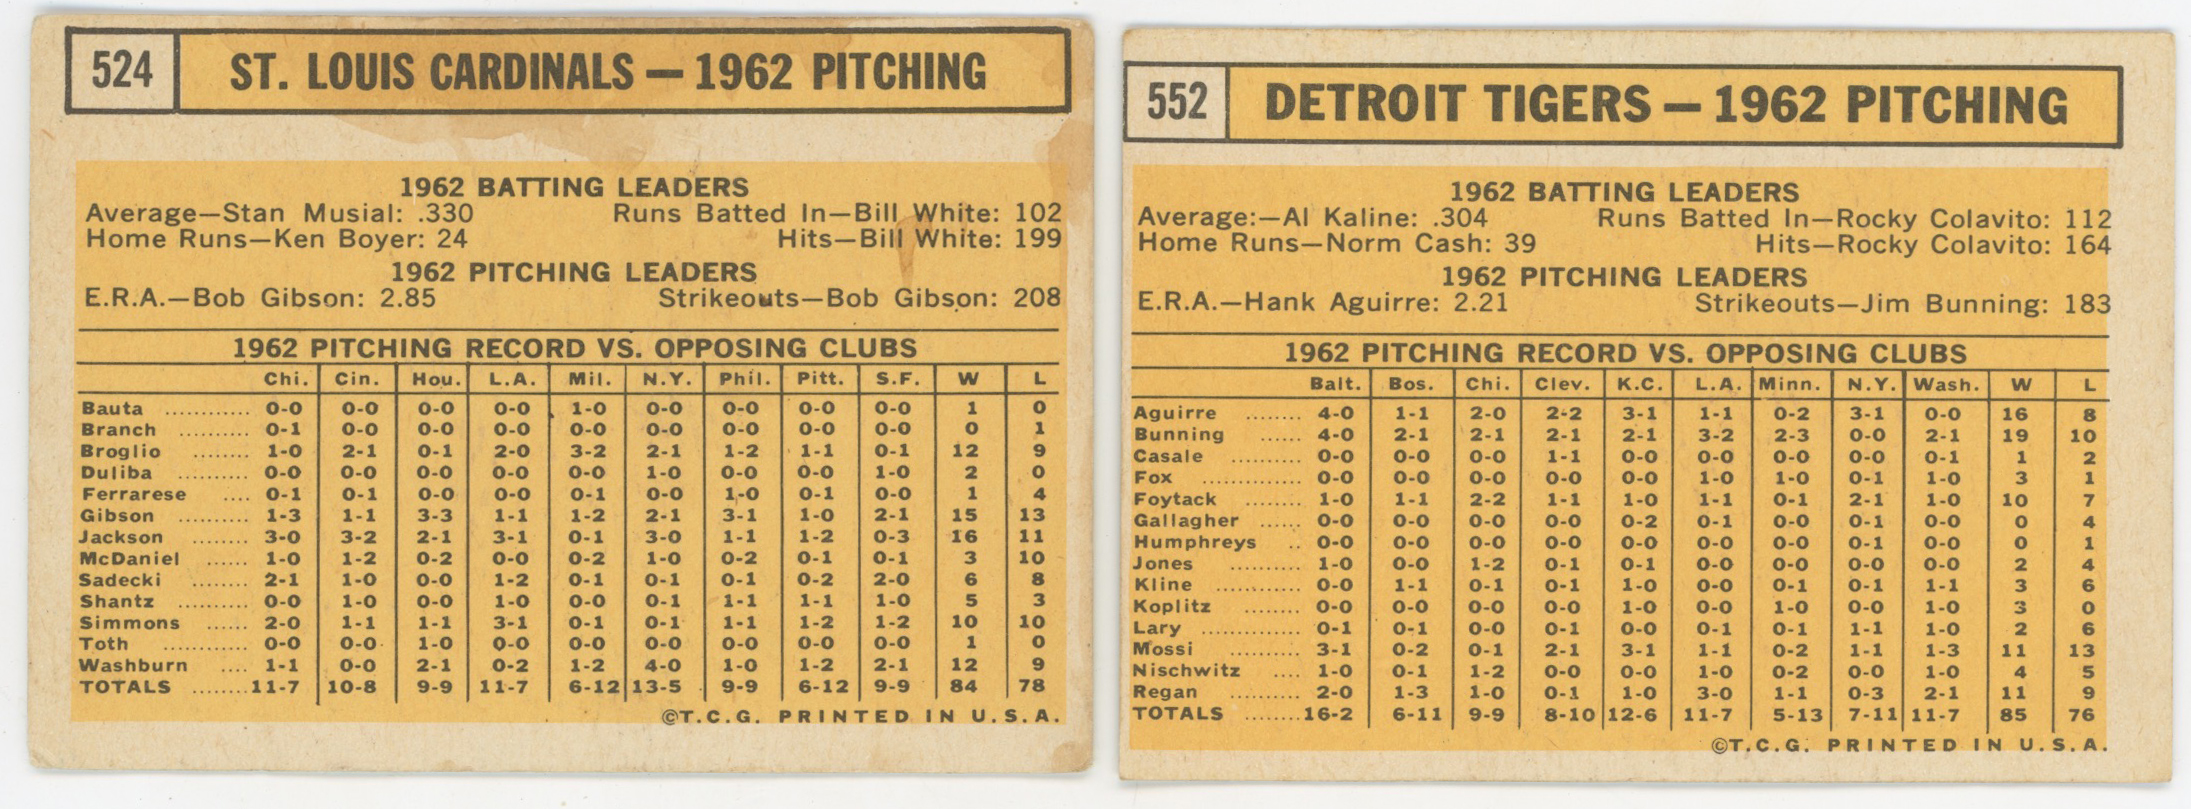 524 ST. LOUIS CARDINALS — 1962 PITCHING
1962 BATTING LEADERS
Average—Stan Musial: .330 Runs Batted In—Bill White: 102
Home Runs—Ken Boyer: 24 Hits—Bill White: 199
1962 PITCHING LEADERS
E.R.A.—Bob Gibson: 2.85 Strikeouts—Bob Gibson: 208
1962 PITCHING RECORD VS. OPPOSING CLUBS
Chi. Cin. Hou. L.A. Mil. N.Y. Phil. Pitt. S.F. W L
Bauta ........... 0-0 0-0 0-0 0-0 1-0 0-0 0-0 0-0 0-0 1 0
Branch ......... 0-1 0-0 0-0 0-0 0-0 0-0 0-0 0-0 0-0 0 1
Broglio ........ 1-0 2-1 0-1 2-0 3-2 2-1 1-2 1-1 0-1 12 9
Duliba ......... 0-0 0-0 0-0 0-0 0-0 1-0 0-0 0-0 1-0 2 0
Ferrarese .... 0-1 0-1 0-0 0-0 0-1 0-0 1-0 0-1 0-0 1 4
Gibson ......... 1-3 1-1 3-3 1-1 1-2 2-1 3-1 1-0 2-1 15 13
Jackson ........ 3-0 3-2 2-1 3-1 0-1 3-0 1-1 1-2 0-3 16 11
McDaniel ...... 1-0 1-2 0-2 0-0 0-2 1-0 0-2 0-1 0-1 3 10
Sadecki ........ 2-1 1-0 0-0 1-2 0-1 0-1 0-1 0-2 2-0 6 8
Shantz .......... 0-0 1-0 0-0 1-0 0-0 0-1 1-1 1-1 1-0 5 3
Simmons ...... 2-0 1-1 1-1 3-1 0-1 0-1 1-1 1-2 1-2 10 10
Toth ............ 0-0 0-0 1-0 0-0 0-0 0-0 0-0 0-0 0-0 1 0
Washburn .... 1-1 0-0 2-1 0-2 1-2 4-0 1-0 1-2 2-1 12 9
TOTALS ........11-7 10-8 9-9 11-7 6-12 13-5 9-9 6-12 9-9 84 78
©T.C.G. PRINTED IN U.S.A.
552 DETROIT TIGERS — 1962 PITCHING
1962 BATTING LEADERS
Average:—Al Kaline: .304 Runs Batted In—Rocky Colavito: 112
Home Runs—Norm Cash: 39 Hits—Rocky Colavito: 164
1962 PITCHING LEADERS
E.R.A.—Hank Aguirre: 2.21 Strikeouts—Jim Bunning: 183
1962 PITCHING RECORD VS. OPPOSING CLUBS
Balt. Bos. Chi. Clev. K.C. L.A. Minn. N.Y. Wash. W L
Aguirre ........ 4-0 1-1 2-0 2-2 3-1 1-1 0-2 3-1 0-0 16 8
Bunning ...... 4-0 2-1 2-1 2-1 2-1 3-2 2-3 0-0 2-1 19 10
Casale .......... 0-0 0-0 0-0 1-1 0-0 0-0 0-0 0-0 0-1 1 2
Fox .............. 0-0 0-0 0-0 0-0 0-0 1-0 1-0 0-1 1-0 3 1
Foytack ........ 1-0 1-1 2-2 1-1 1-0 1-1 0-1 2-1 1-0 10 7
Gallagher ...... 0-0 0-0 0-0 0-0 0-2 0-1 0-0 0-1 0-0 0 4
Humphreys .. 0-0 0-0 0-0 0-0 0-0 0-0 0-0 0-1 0-0 0 1
Jones .......... 1-0 0-0 1-2 0-1 0-1 0-0 0-0 0-0 0-0 2 4
Kline ............ 0-0 1-1 0-1 0-1 1-0 0-0 0-1 0-1 1-1 3 6
Koplitz .......... 0-0 0-0 0-0 0-0 1-0 0-0 1-0 0-0 1-0 3 0
Lary .............. 0-1 0-1 0-0 0-1 0-0 0-1 0-1 1-1 1-0 2 6
Mossi ............ 3-1 0-2 0-1 2-1 3-1 1-1 0-2 1-1 1-3 11 13
Nischwitz .... 1-0 0-1 1-2 0-0 0-0 1-0 0-2 0-0 1-0 4 5
Regan .......... 2-0 1-3 1-0 0-1 1-0 3-0 1-1 0-3 2-1 11 9
TOTALS ........16-2 6-11 9-9 8-10 12-6 11-7 5-13 7-11 11-7 85 76
©T.C.G. PRINTED IN U.S.A.